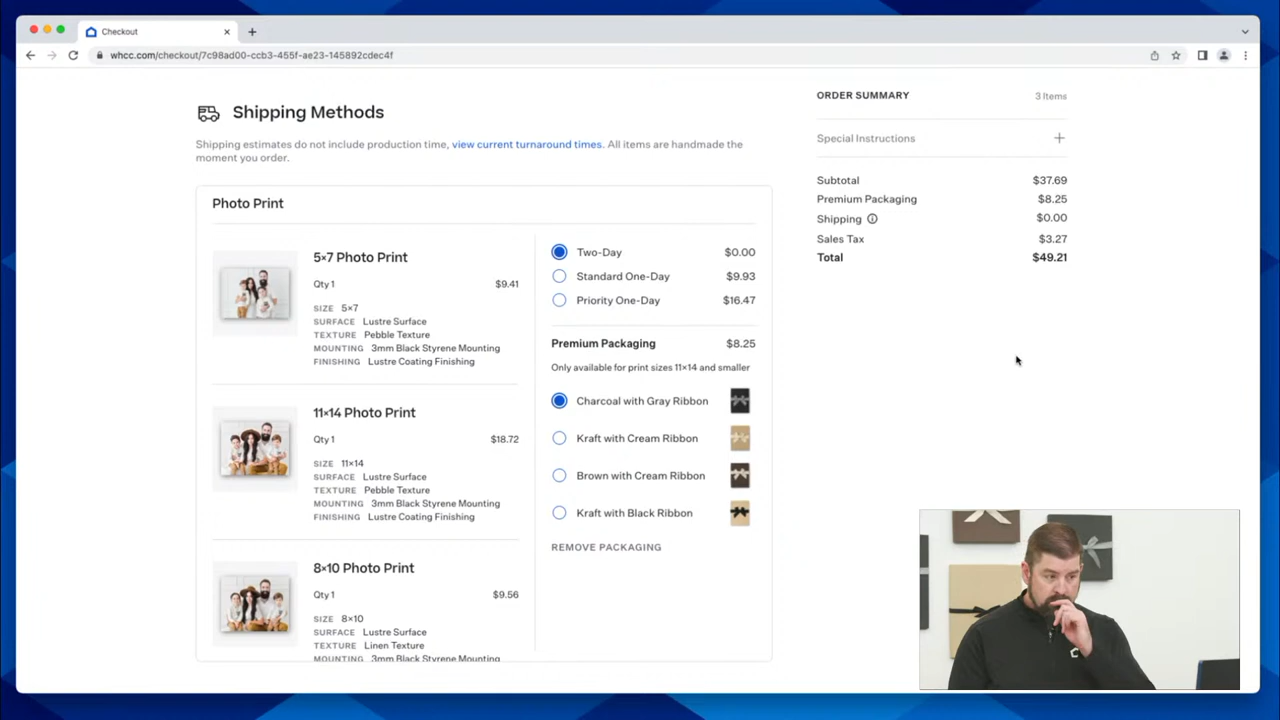 Checkout
whcc.com/checkout/7c98ad00-ccb3-455f-ae23-145892cdec4f
Shipping Methods
Shipping estimates do not include production time, view current turnaround times. All items are handmade the
moment you order.
Photo Print
5×7 Photo Print
Qty 1 $9.41
SIZE 5×7
SURFACE Lustre Surface
TEXTURE Pebble Texture
MOUNTING 3mm Black Styrene Mounting
FINISHING Lustre Coating Finishing
11×14 Photo Print
Qty 1 $18.72
SIZE 11×14
SURFACE Lustre Surface
TEXTURE Pebble Texture
MOUNTING 3mm Black Styrene Mounting
FINISHING Lustre Coating Finishing
8×10 Photo Print
Qty 1 $9.56
SIZE 8×10
SURFACE Lustre Surface
TEXTURE Linen Texture
MOUNTING 3mm Black Styrene Mounting
Two-Day $0.00
Standard One-Day $9.93
Priority One-Day $16.47
Premium Packaging $8.25
Only available for print sizes 11×14 and smaller
Charcoal with Gray Ribbon
Kraft with Cream Ribbon
Brown with Cream Ribbon
Kraft with Black Ribbon
REMOVE PACKAGING
ORDER SUMMARY 3 Items
Special Instructions
Subtotal $37.69
Premium Packaging $8.25
Shipping $0.00
Sales Tax $3.27
Total $49.21